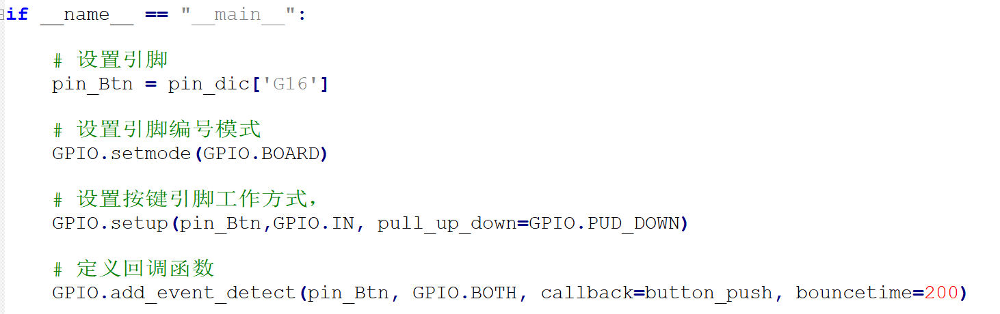 if __name__ == "__main__":
# 设置引脚
pin_Btn = pin_dic['G16']
# 设置引脚编号模式
GPIO.setmode(GPIO.BOARD)
# 设置按键引脚工作方式，
GPIO.setup(pin_Btn,GPIO.IN, pull_up_down=GPIO.PUD_DOWN)
# 定义回调函数
GPIO.add_event_detect(pin_Btn, GPIO.BOTH, callback=button_push, bouncetime=200)